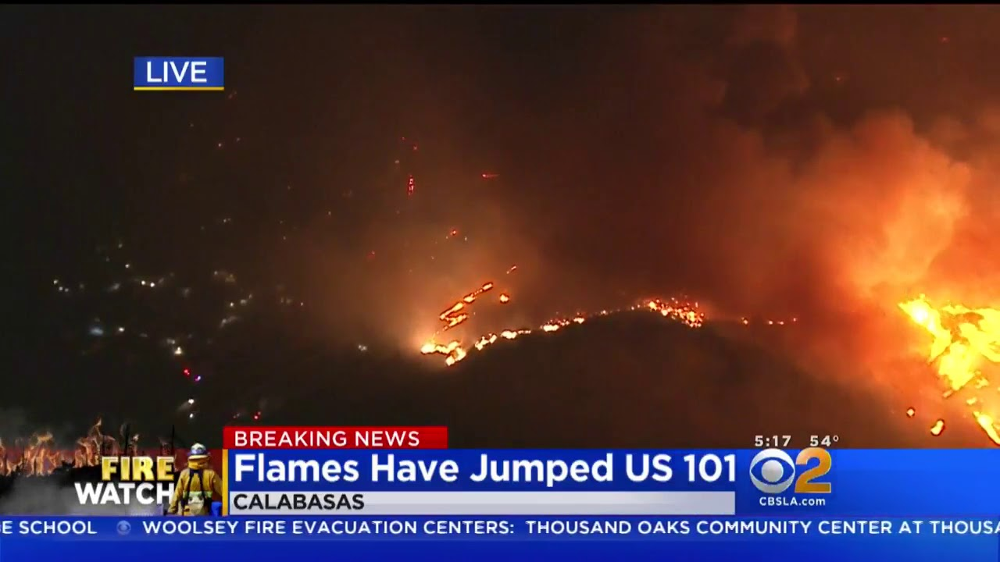 LIVE
BREAKING NEWS
5:17 54°
FIRE
WATCH
Flames Have Jumped US 101
2
CBSLA.com
CALABASAS
SCHOOL WOOLSEY FIRE EVACUATION CENTERS: THOUSAND OAKS COMMUNITY CENTER AT